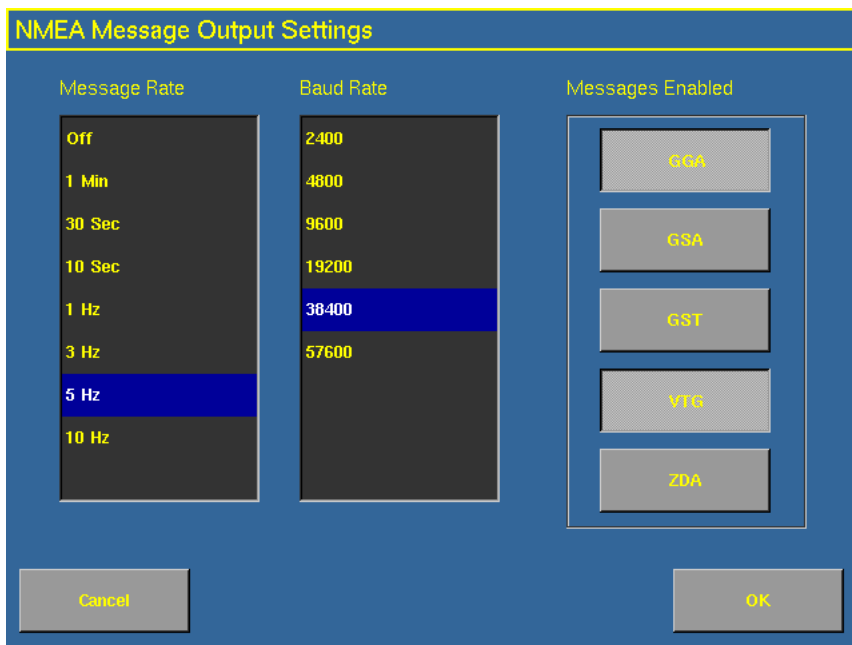 NMEA Message Output Settings
Message Rate
Off
1 Min
30 Sec
10 Sec
1 Hz
3 Hz
5 Hz
10 Hz
Baud Rate
2400
4800
9600
19200
38400
57600
Messages Enabled
GGA
GSA
GST
VTG
ZDA
Cancel
OK